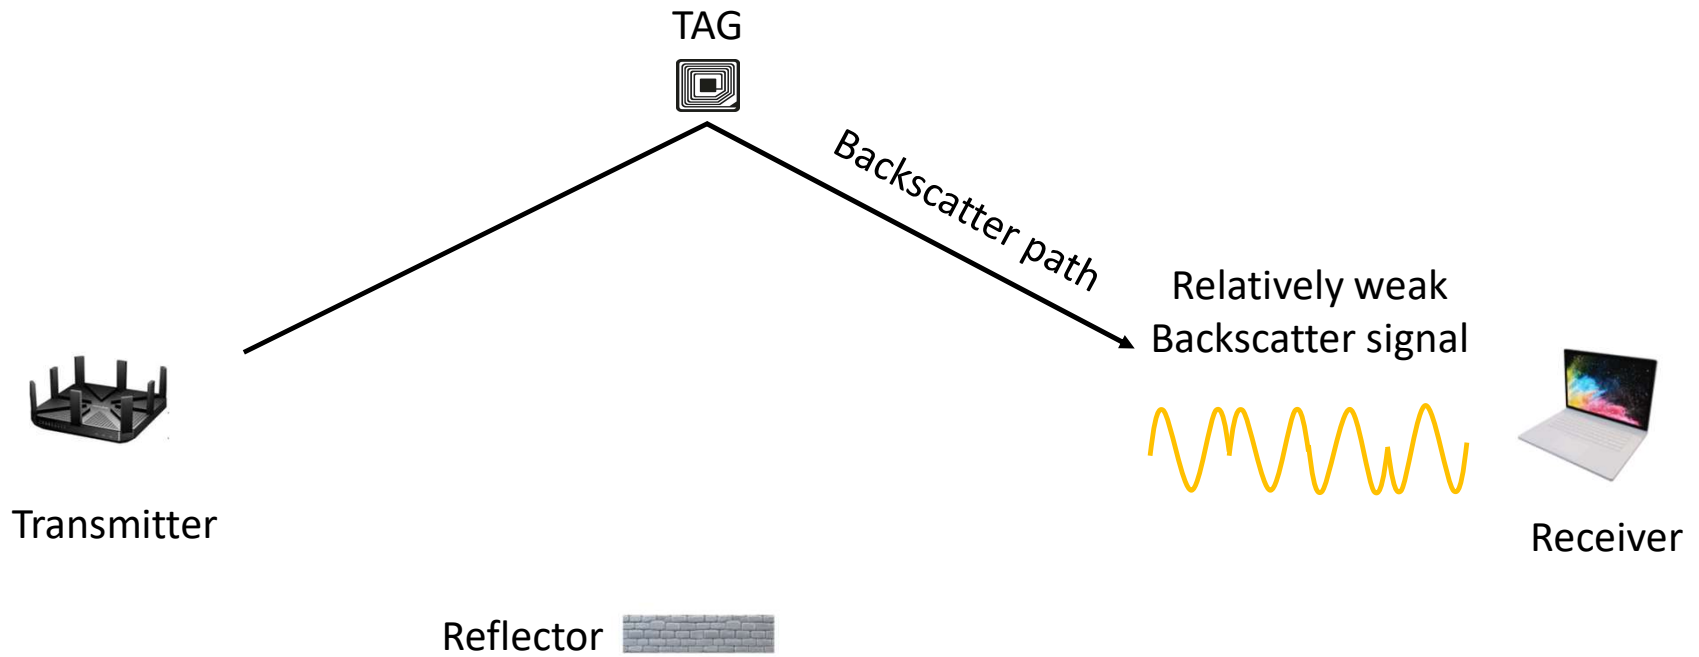 TAG
Backscatter path
Relatively weak
Backscatter signal
Transmitter
Receiver
Reflector